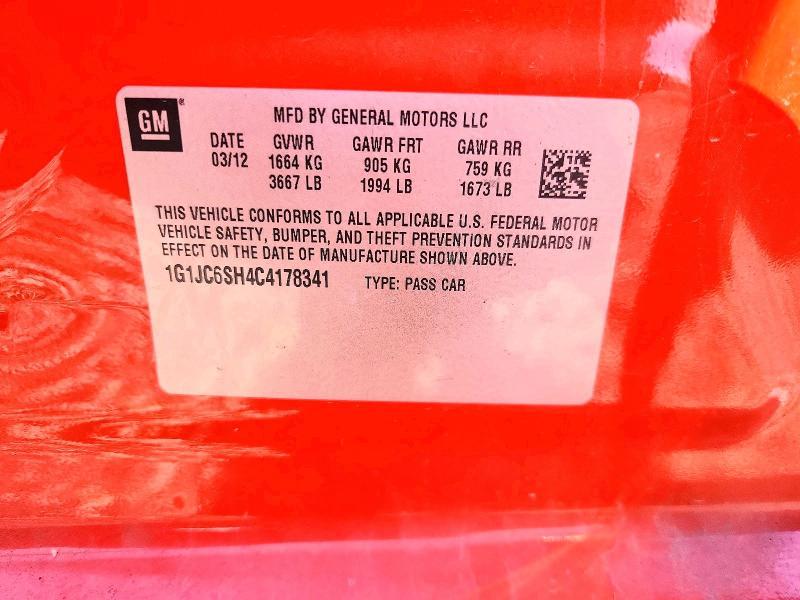 GM
MFD BY GENERAL MOTORS LLC
DATE GVWR GAWR FRT GAWR RR
03/12 1664 KG 905 KG 759 KG
3667 LB 1994 LB 1673 LB
THIS VEHICLE CONFORMS TO ALL APPLICABLE U.S. FEDERAL MOTOR
VEHICLE SAFETY, BUMPER, AND THEFT PREVENTION STANDARDS IN
EFFECT ON THE DATE OF MANUFACTURE SHOWN ABOVE.
1G1JC6SH4C4178341 TYPE: PASS CAR